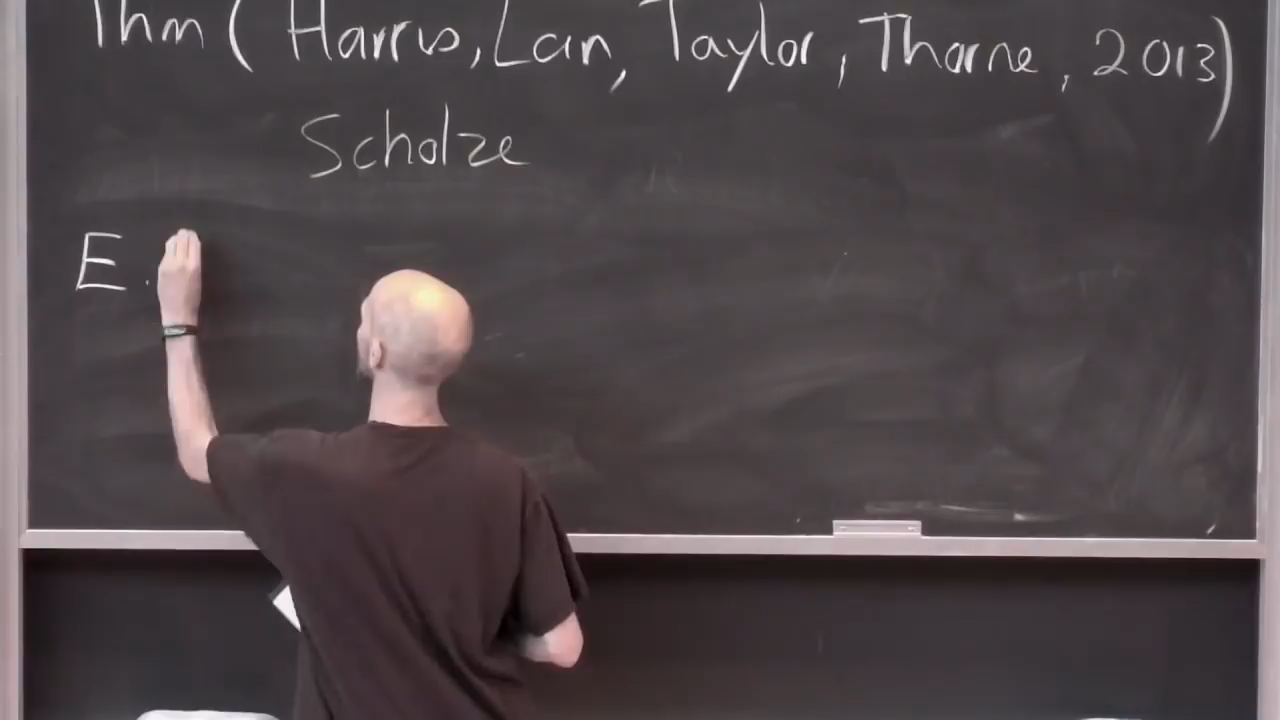 Thm ( Harris, Lan, Taylor, Thorne, 2013)
Scholze
E.